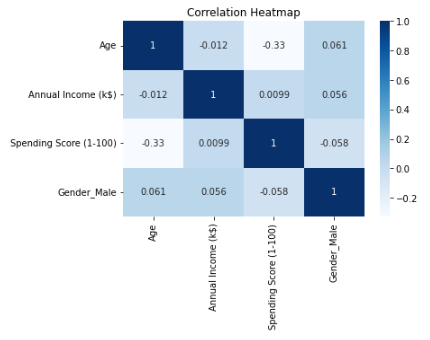 Correlation Heatmap
Age
1
-0.012
-0.33
0.061
Annual Income (k$)
-0.012
1
0.0099
0.056
Spending Score (1-100)
-0.33
0.0099
1
-0.058
Gender_Male
0.061
0.056
-0.058
1
Age
Annual Income (k$)
Spending Score (1-100)
Gender_Male
1.0
0.8
0.6
0.4
0.2
0.0
−0.2